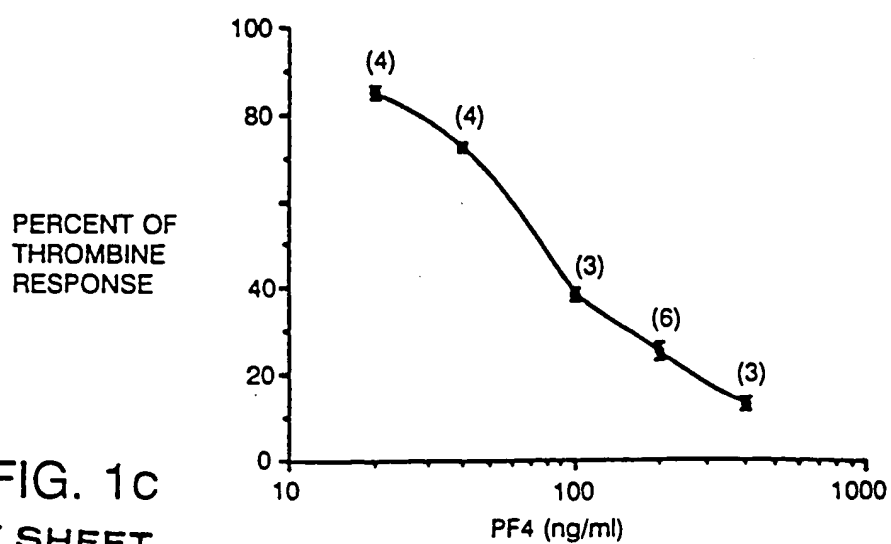 100
(4)
80
(4)
PERCENT OF
THROMBINE
RESPONSE
(3)
40
(6)
20
(3)
0
10
100
1000
PF4 (ng/ml)
FIG. 1c
SHEET